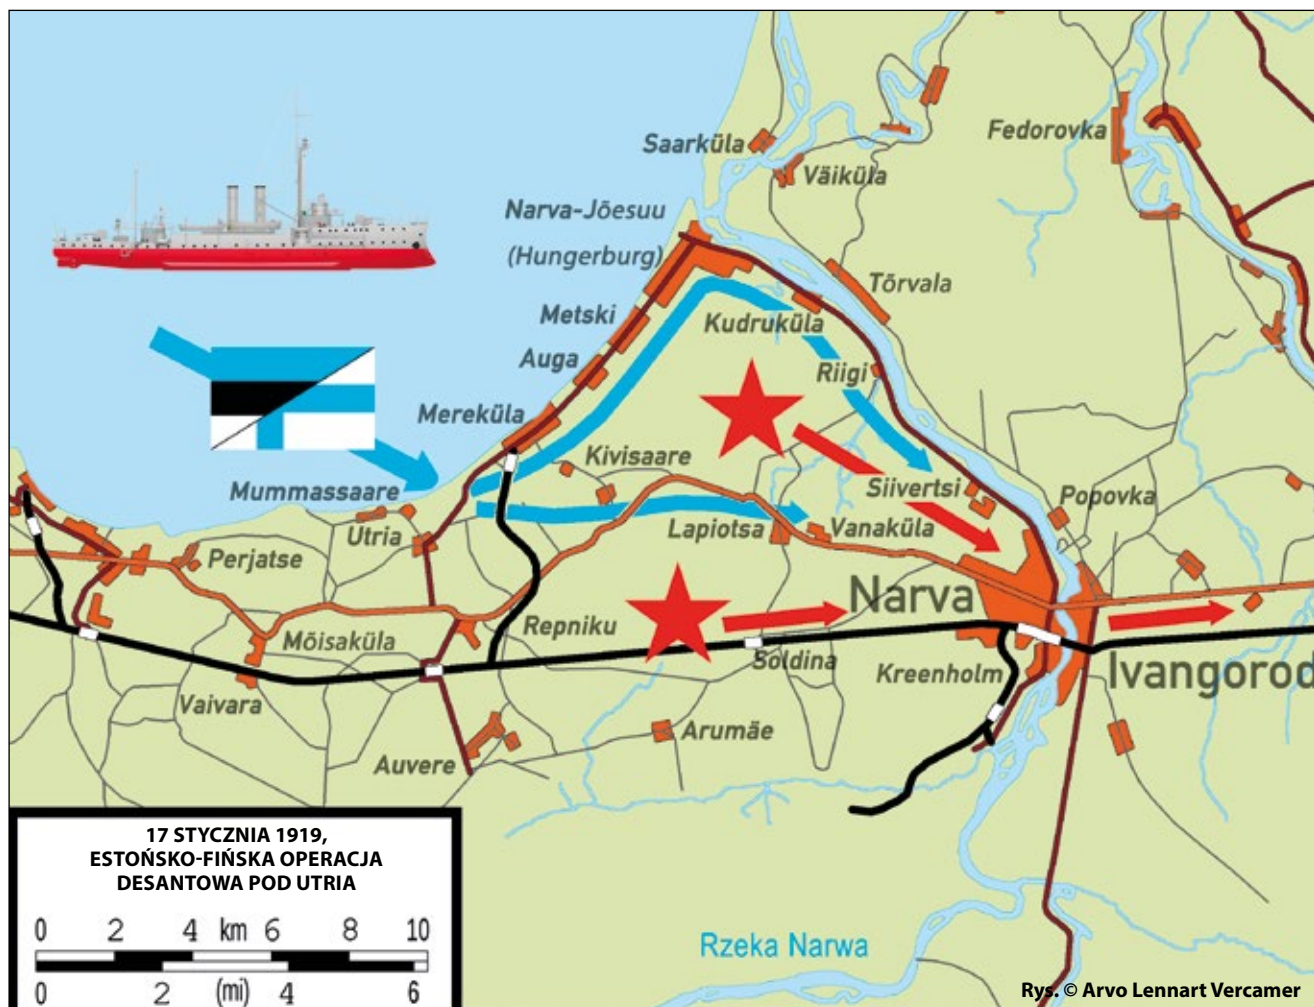 Saarküla
Fedorovka
Väiküla
Narva-Jõesuu
(Hungerburg)
Tõrvala
Metski
Kudruküla
Auga
Riigi
Mereküla
Kivisaare
Siivertsi
Mummassaare
Popovka
Utria
Lapiotsa
Vanaküla
Perjatse
Narva
Repniku
Mõisaküla
Soldina
Kreenholm
Ivangorod
Vaivara
Arumäe
Auvere
17 STYCZNIA 1919,
ESTOŃSKO-FIŃSKA OPERACJA
DESANTOWA POD UTRIA
0 2 4 km 6 8 10
0 2 (mi) 4 6
Rzeka Narwa
Rys. © Arvo Lennart Vercamer